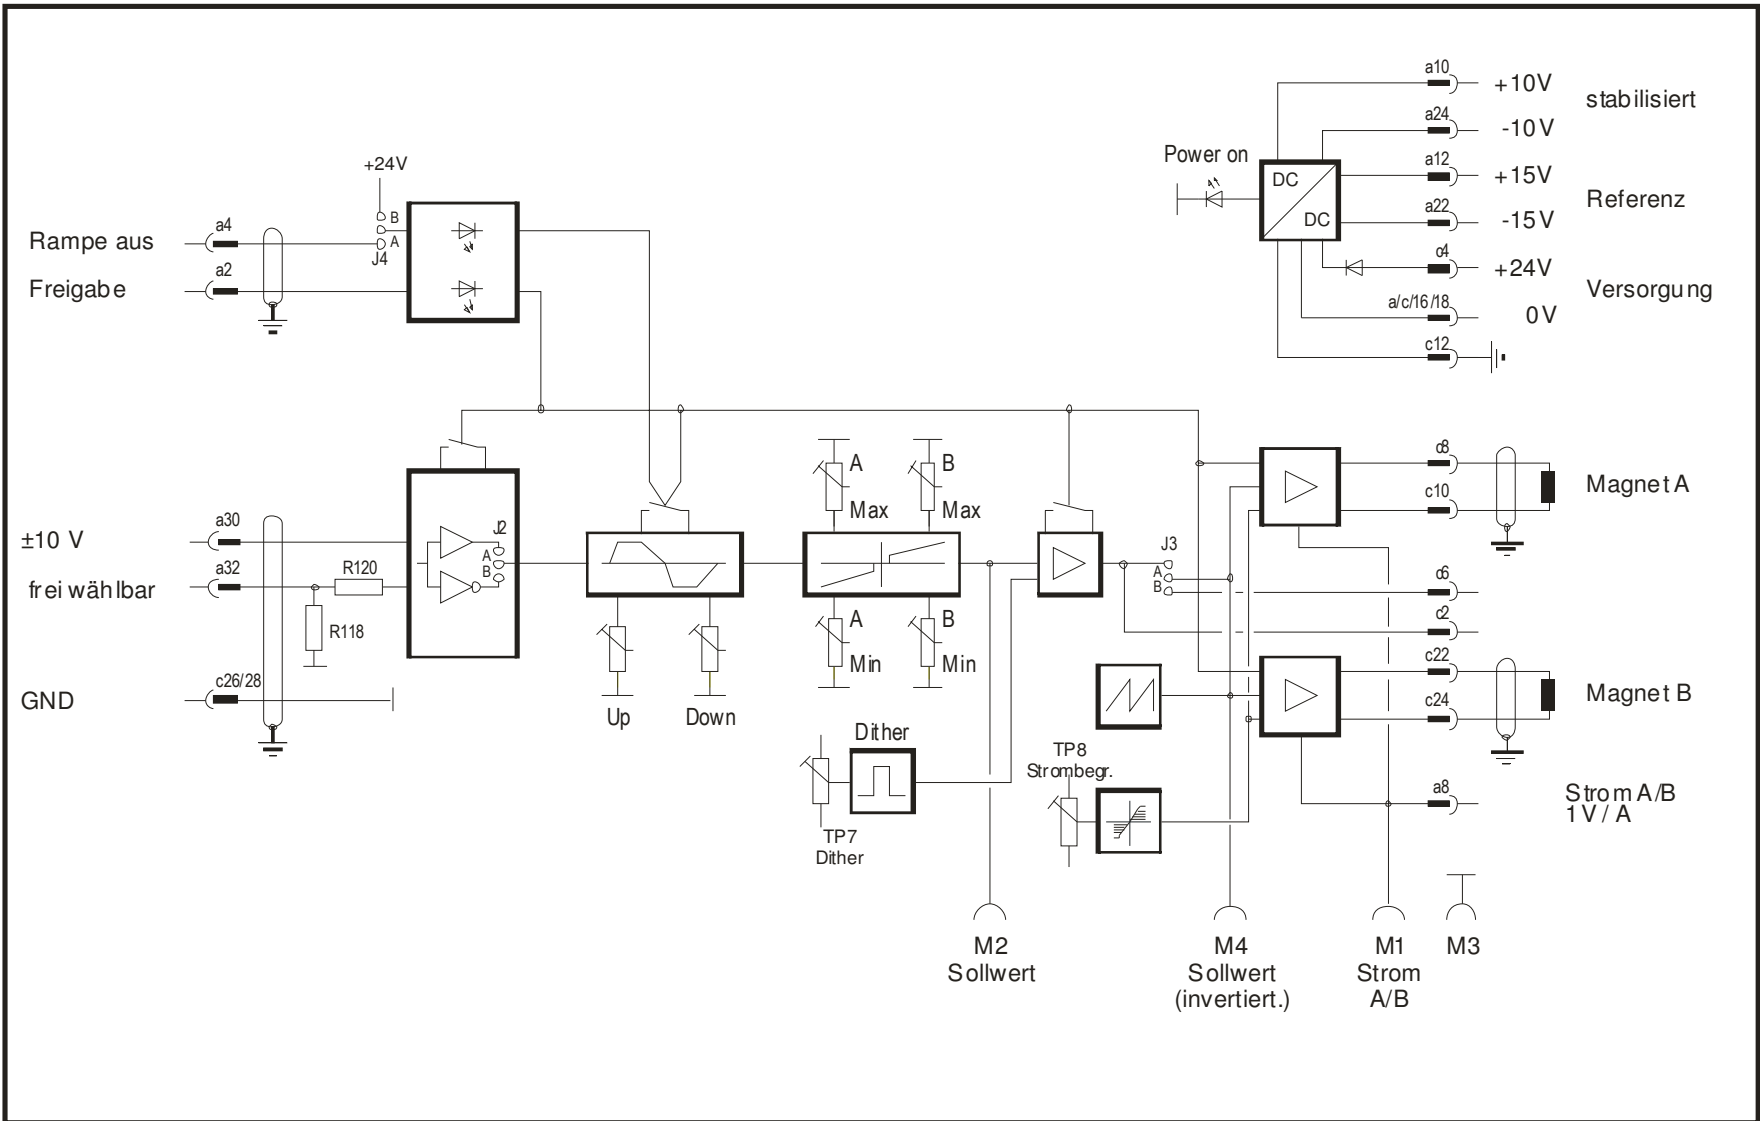 a10
+10V
stabilisiert
a24
-10V
Power on
a12
+15V
DC
DC
Referenz
a22
-15V
c4
+24V
Versorgung
a/c/16/18
0V
c12
+24V
B
A
J4
Rampe aus
a4
Freigabe
a2
±10 V
a30
frei wählbar
a32
R120
R118
GND
c26/28
J2
A
B
Up
Down
A
Max
B
Max
A
Min
B
Min
Dither
TP7
Dither
TP8
Strombegr.
J3
A
B
c8
c10
Magnet A
c6
c2
c22
c24
Magnet B
a8
Strom A/B
1V / A
M2
Sollwert
M4
Sollwert
(invertiert.)
M1
Strom
A/B
M3